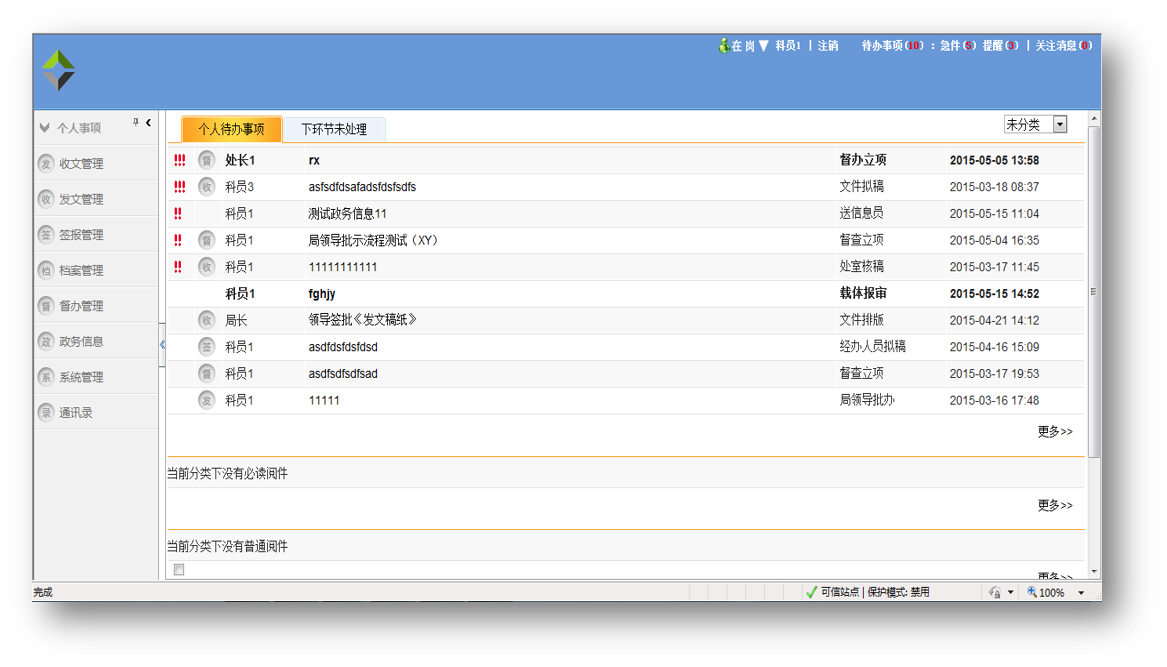 在岗▼ 科员1 | 注销 待办事项(10) : 急件(5) 提醒(3) | 关注消息(0)
个人事项
发 收文管理
收 发文管理
签 签报管理
档 档案管理
督 督办管理
政 政务信息
系 系统管理
录 通讯录
个人待办事项 下环节未处理 未分类
!!! 督 处长1 rx 督办立项 2015-05-05 13:58
!!! 收 科员3 asfsdfdsafadsfdsfsdfs 文件拟稿 2015-03-18 08:37
!! 科员1 测试政务信息11 送信息员 2015-05-15 11:04
!! 督 科员1 局领导批示流程测试（XY） 督查立项 2015-05-04 16:35
!! 收 科员1 11111111111 处室核稿 2015-03-17 11:45
科员1 fghjy 载体报审 2015-05-15 14:52
收 局长 领导签批《发文稿纸》 文件排版 2015-04-21 14:12
签 科员1 asdfdsfdsfdsd 经办人员拟稿 2015-04-16 15:09
督 科员1 asdfsdfsdfsad 督查立项 2015-03-17 19:53
发 科员1 11111 局领导批办 2015-03-16 17:48
更多>>
当前分类下没有必读阅件
更多>>
当前分类下没有普通阅件
更多>>
完成 可信站点 | 保护模式: 禁用 100%